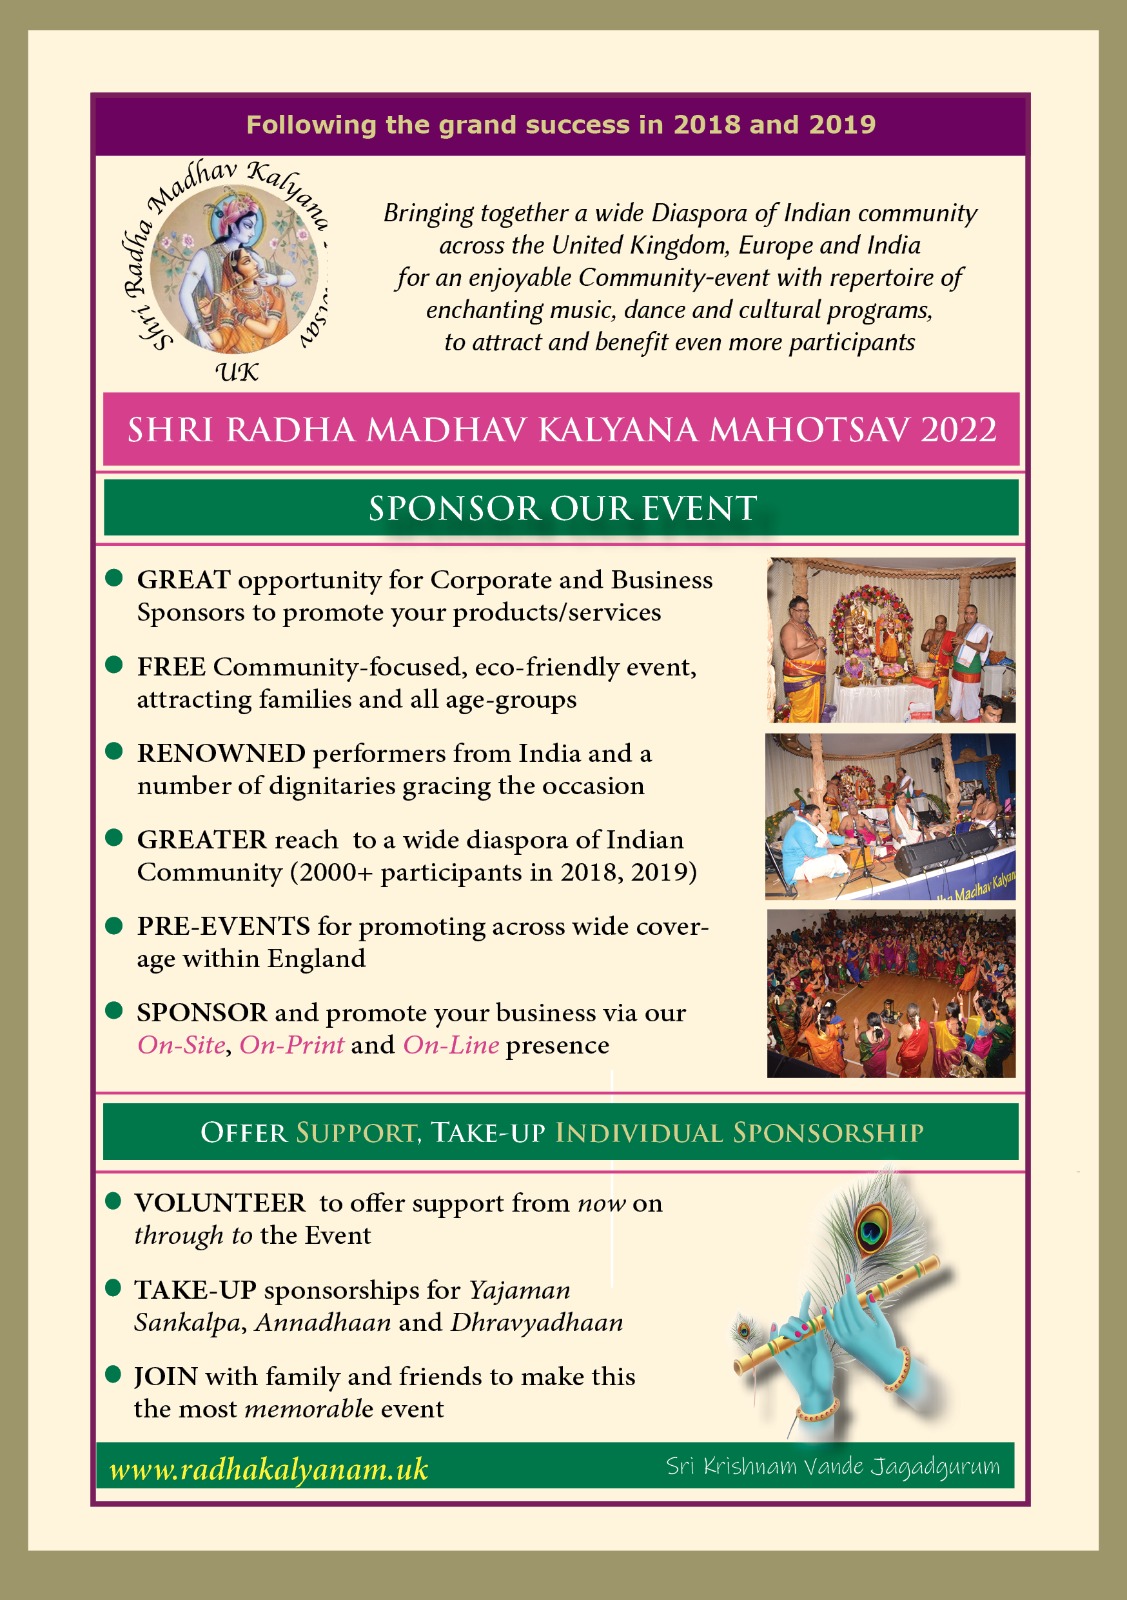 Following the grand success in 2018 and 2019
Shri Radha Madhav Kalyana
UK
Bringing together a wide Diaspora of Indian community
across the United Kingdom, Europe and India
for an enjoyable Community-event with repertoire of
enchanting music, dance and cultural programs,
to attract and benefit even more participants
SHRI RADHA MADHAV KALYANA MAHOTSAV 2022
SPONSOR OUR EVENT
GREAT opportunity for Corporate and Business
Sponsors to promote your products/services
FREE Community-focused, eco-friendly event,
attracting families and all age-groups
RENOWNED performers from India and a
number of dignitaries gracing the occasion
GREATER reach to a wide diaspora of Indian
Community (2000+ participants in 2018, 2019)
PRE-EVENTS for promoting across wide cover-
age within England
SPONSOR and promote your business via our
On-Site, On-Print and On-Line presence
Madhav Kalyan
OFFER SUPPORT, TAKE-UP INDIVIDUAL SPONSORSHIP
VOLUNTEER to offer support from now on
through to the Event
TAKE-UP sponsorships for Yajaman
Sankalpa, Annadhaan and Dhravyadhaan
JOIN with family and friends to make this
the most memorable event
www.radhakalyanam.uk
Sri Krishnam Vande Jagadgurum